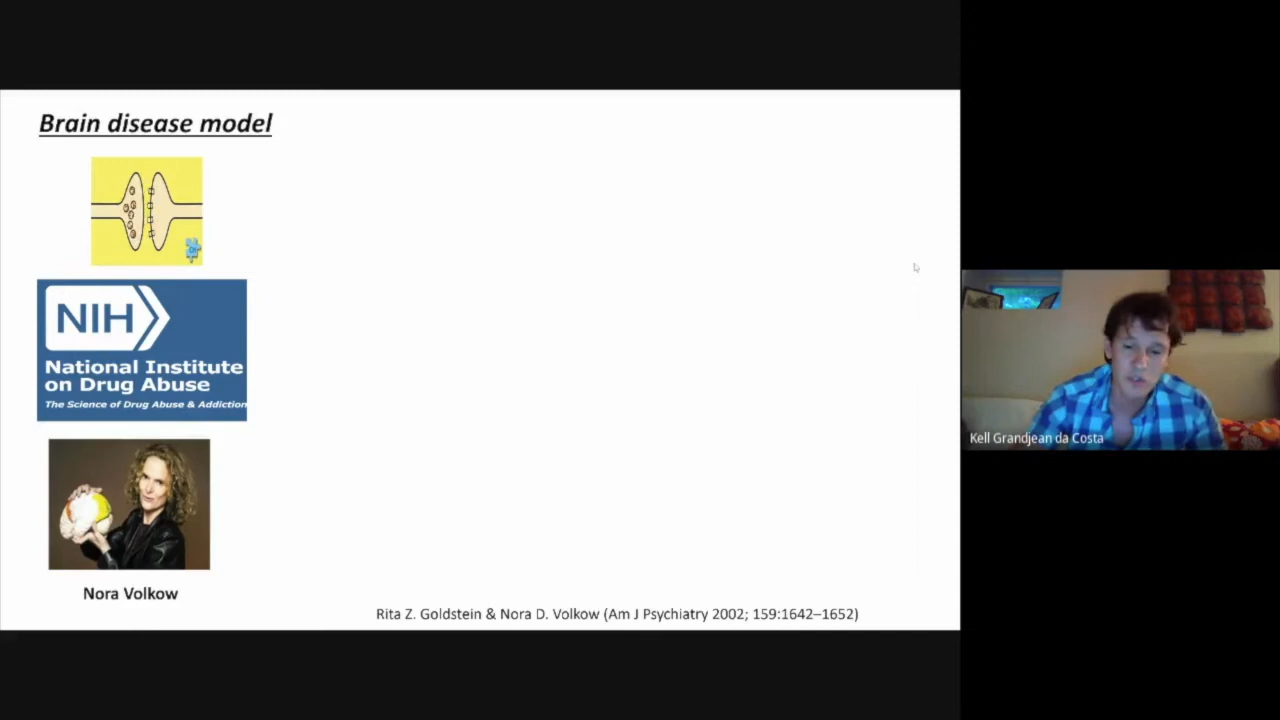 Brain disease model
NIH
National Institute
on Drug Abuse
The Science of Drug Abuse & Addiction
Nora Volkow
Rita Z. Goldstein & Nora D. Volkow (Am J Psychiatry 2002; 159:1642–1652)
Kell Grandjean da Costa